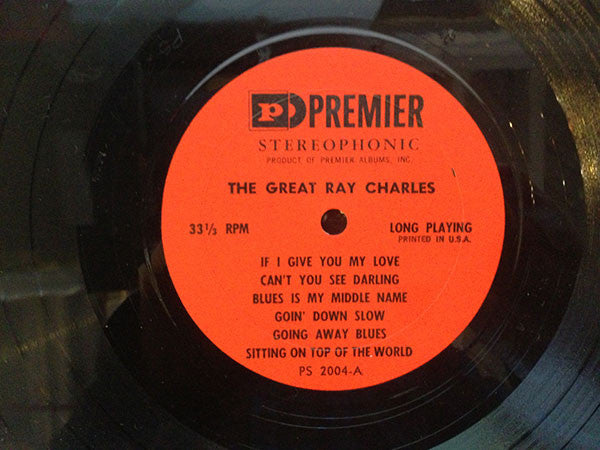 P PREMIER
STEREOPHONIC
PRODUCT OF PREMIER ALBUMS, INC.
THE GREAT RAY CHARLES
33⅓ RPM
LONG PLAYING
PRINTED IN U.S.A.
IF I GIVE YOU MY LOVE
CAN'T YOU SEE DARLING
BLUES IS MY MIDDLE NAME
GOIN' DOWN SLOW
GOING AWAY BLUES
SITTING ON TOP OF THE WORLD
PS 2004-A